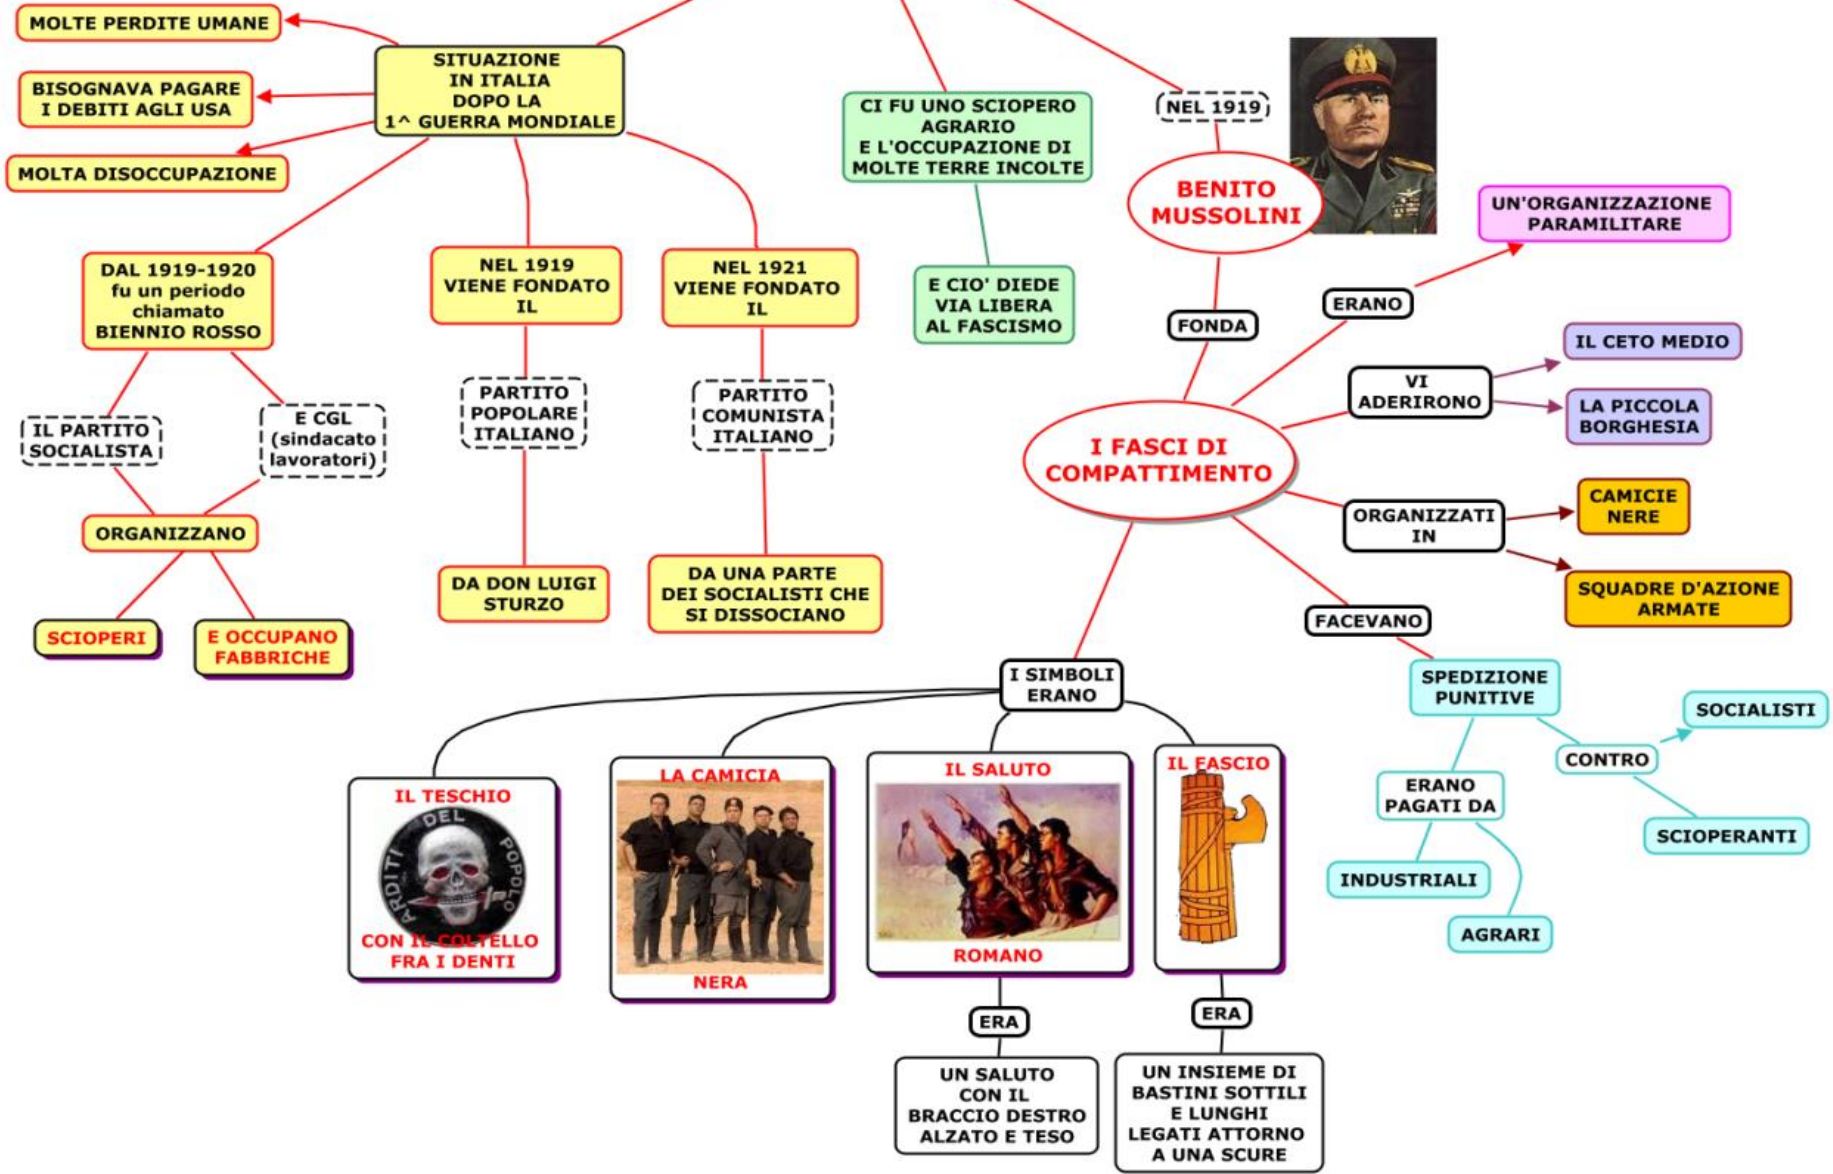 MOLTE PERDITE UMANE
BISOGNAVA PAGARE
I DEBITI AGLI USA
MOLTA DISOCCUPAZIONE
SITUAZIONE
IN ITALIA
DOPO LA
1^ GUERRA MONDIALE
DAL 1919-1920
fu un periodo
chiamato
BIENNIO ROSSO
IL PARTITO
SOCIALISTA
E CGL
(sindacato
lavoratori)
ORGANIZZANO
SCIOPERI
E OCCUPANO
FABBRICHE
NEL 1919
VIENE FONDATO
IL
PARTITO
POPOLARE
ITALIANO
DA DON LUIGI
STURZO
NEL 1921
VIENE FONDATO
IL
PARTITO
COMUNISTA
ITALIANO
DA UNA PARTE
DEI SOCIALISTI CHE
SI DISSOCIANO
CI FU UNO SCIOPERO
AGRARIO
E L'OCCUPAZIONE DI
MOLTE TERRE INCOLTE
E CIO' DIEDE
VIA LIBERA
AL FASCISMO
NEL 1919
BENITO
MUSSOLINI
FONDA
I FASCI DI
COMPATTIMENTO
ERANO
UN'ORGANIZZAZIONE
PARAMILITARE
VI
ADERIRONO
IL CETO MEDIO
LA PICCOLA
BORGHESIA
ORGANIZZATI
IN
CAMICIE
NERE
SQUADRE D'AZIONE
ARMATE
FACEVANO
SPEDIZIONE
PUNITIVE
CONTRO
SOCIALISTI
SCIOPERANTI
ERANO
PAGATI DA
INDUSTRIALI
AGRARI
I SIMBOLI
ERANO
IL TESCHIO
ARDITI DEL POPOLO
CON IL COLTELLO
FRA I DENTI
LA CAMICIA
NERA
IL SALUTO
ROMANO
ERA
UN SALUTO
CON IL
BRACCIO DESTRO
ALZATO E TESO
IL FASCIO
ERA
UN INSIEME DI
BASTINI SOTTILI
E LUNGHI
LEGATI ATTORNO
A UNA SCURE